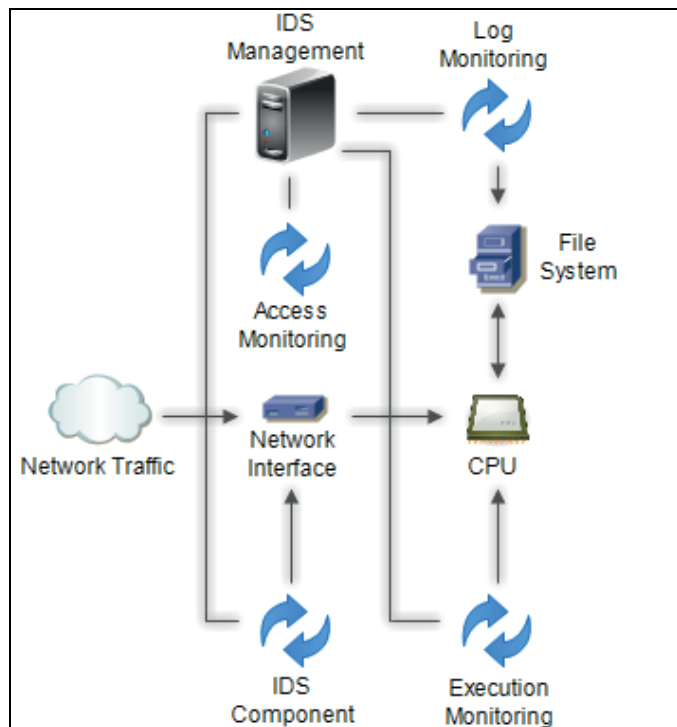 IDS
Management
Log
Monitoring
File
System
Access
Monitoring
Network Traffic
Network
Interface
CPU
IDS
Component
Execution
Monitoring